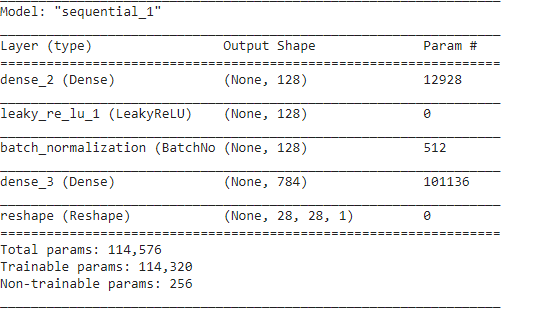 Model: "sequential_1"
Layer (type) Output Shape Param #
dense_2 (Dense) (None, 128) 12928
leaky_re_lu_1 (LeakyReLU) (None, 128) 0
batch_normalization (BatchNo (None, 128) 512
dense_3 (Dense) (None, 784) 101136
reshape (Reshape) (None, 28, 28, 1) 0
Total params: 114,576
Trainable params: 114,320
Non-trainable params: 256